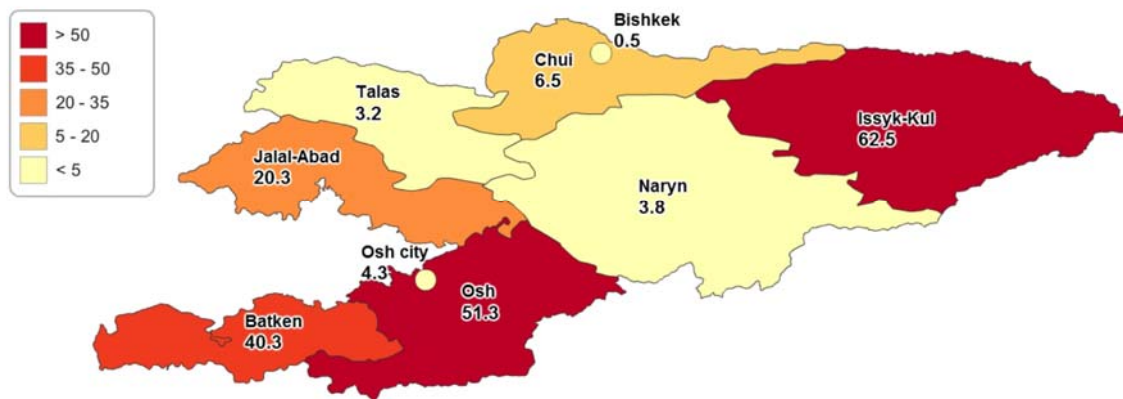 > 50
35 - 50
20 - 35
5 - 20
< 5
Bishkek
0.5
Chui
6.5
Talas
3.2
Issyk-Kul
62.5
Jalal-Abad
20.3
Naryn
3.8
Osh city
4.3
Osh
51.3
Batken
40.3